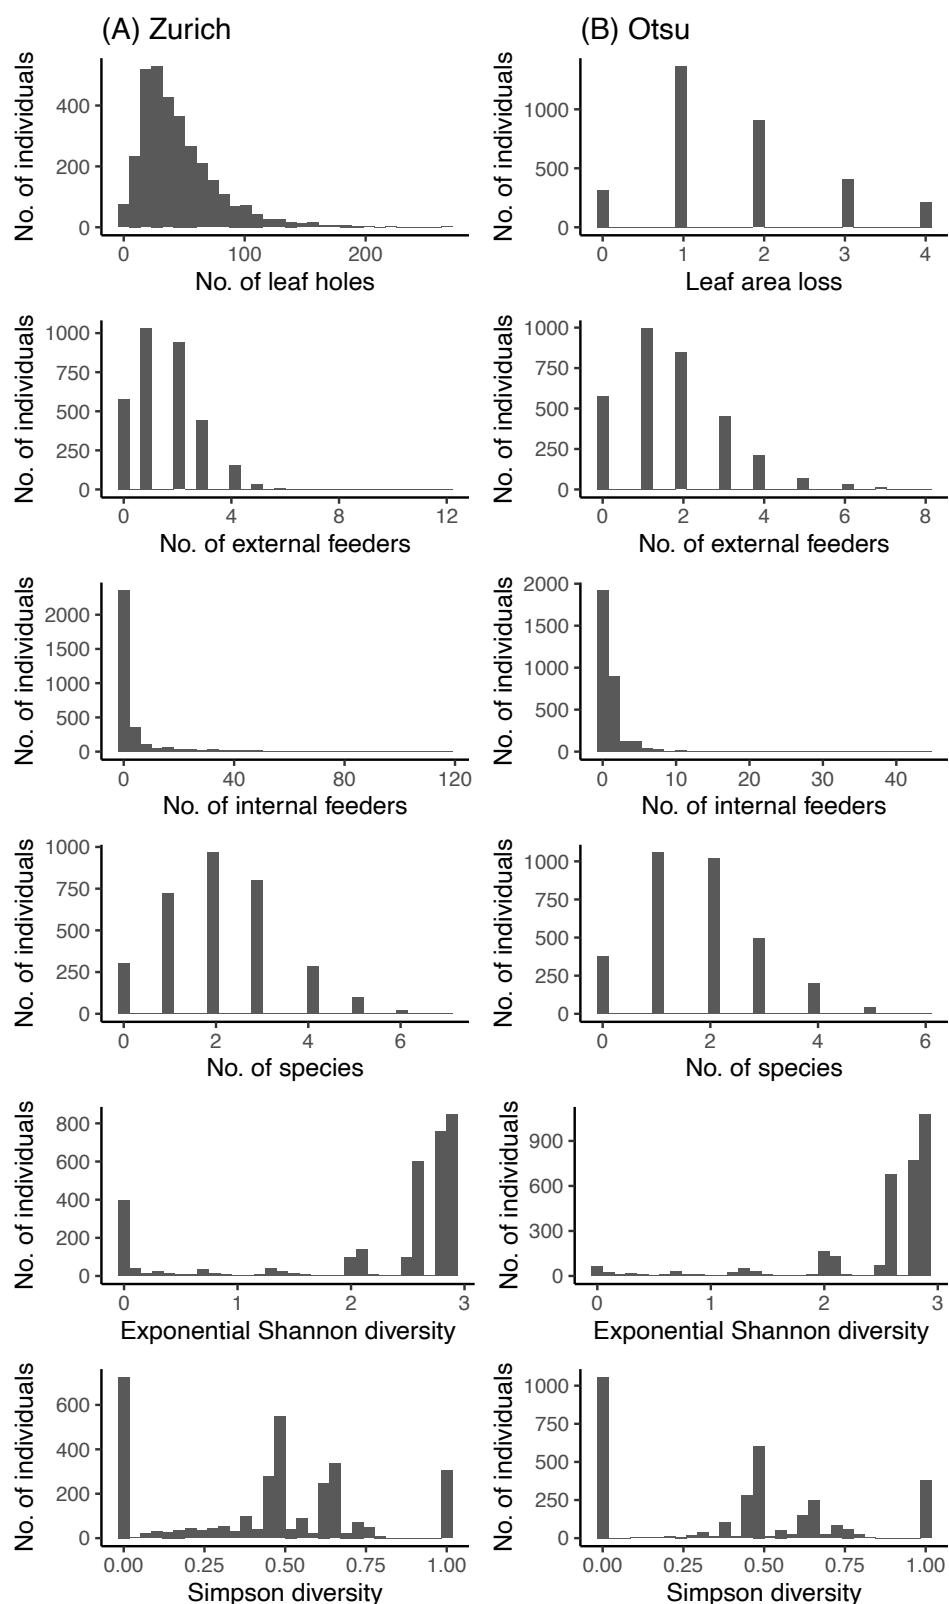 (A) Zurich
(B) Otsu
No. of individuals
400
200
0
0 100 200
No. of leaf holes
No. of individuals
1000
500
0
0 1 2 3 4
Leaf area loss
No. of individuals
1000
750
500
250
0
0 4 8 12
No. of external feeders
No. of individuals
1000
750
500
250
0
0 2 4 6 8
No. of external feeders
No. of individuals
2000
1500
1000
500
0
0 40 80 120
No. of internal feeders
No. of individuals
2000
1500
1000
500
0
0 10 20 30 40
No. of internal feeders
No. of individuals
1000
750
500
250
0
0 2 4 6
No. of species
No. of individuals
1000
750
500
250
0
0 2 4 6
No. of species
No. of individuals
800
600
400
200
0
0 1 2 3
Exponential Shannon diversity
No. of individuals
900
600
300
0
0 1 2 3
Exponential Shannon diversity
No. of individuals
600
400
200
0
0.00 0.25 0.50 0.75 1.00
Simpson diversity
No. of individuals
1000
750
500
250
0
0.00 0.25 0.50 0.75 1.00
Simpson diversity